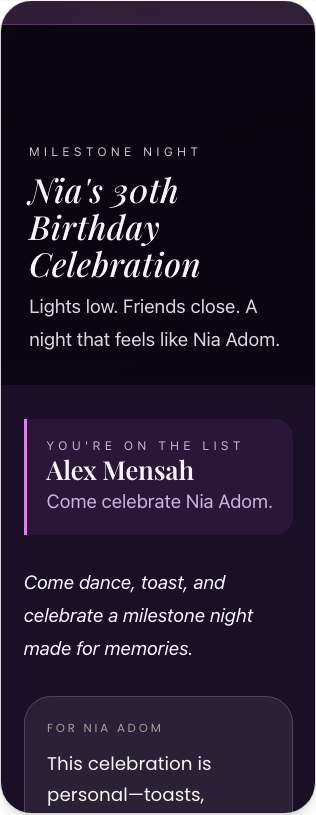 MILESTONE NIGHT
Nia's 30th
Birthday
Celebration
Lights low. Friends close. A
night that feels like Nia Adom.
YOU'RE ON THE LIST
Alex Mensah
Come celebrate Nia Adom.
Come dance, toast, and
celebrate a milestone night
made for memories.
FOR NIA ADOM
This celebration is
personal—toasts,